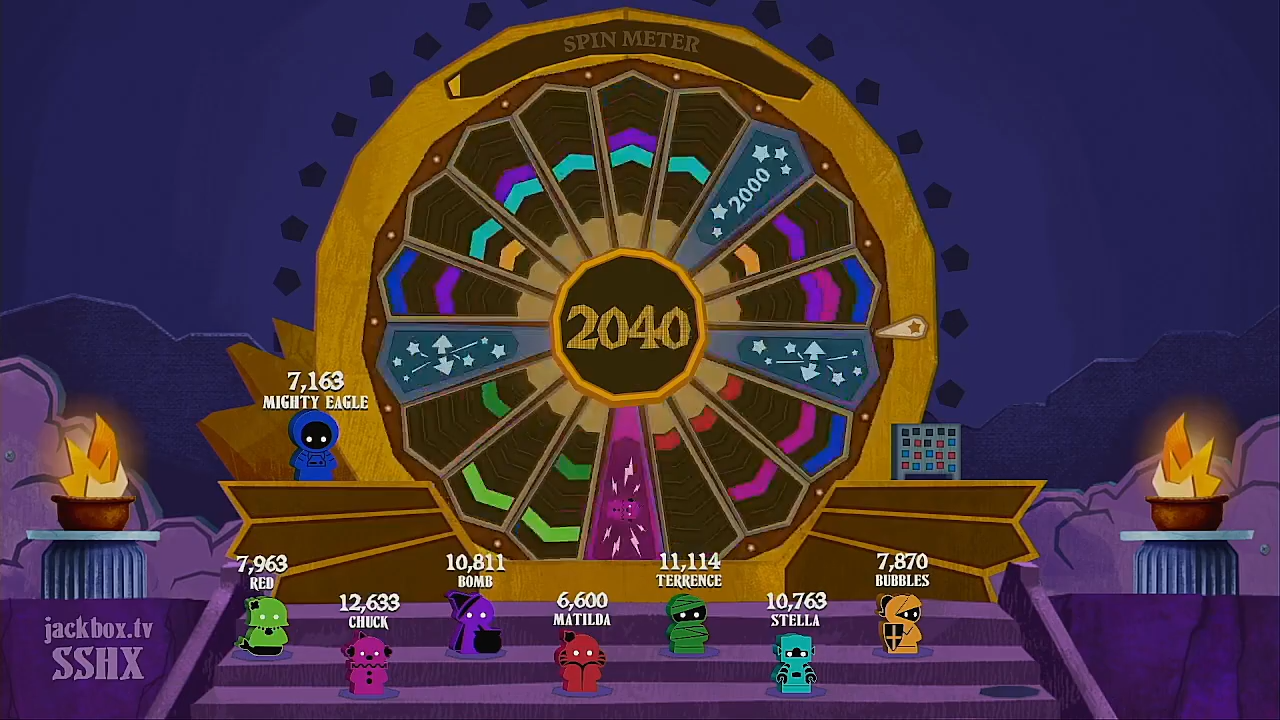 SPIN METER
2000
2040
7,163
MIGHTY EAGLE
7,963
RED
12,633
CHUCK
10,811
BOMB
6,600
MATILDA
11,114
TERRENCE
10,763
STELLA
7,870
BUBBLES
jackbox.tv
SSHX